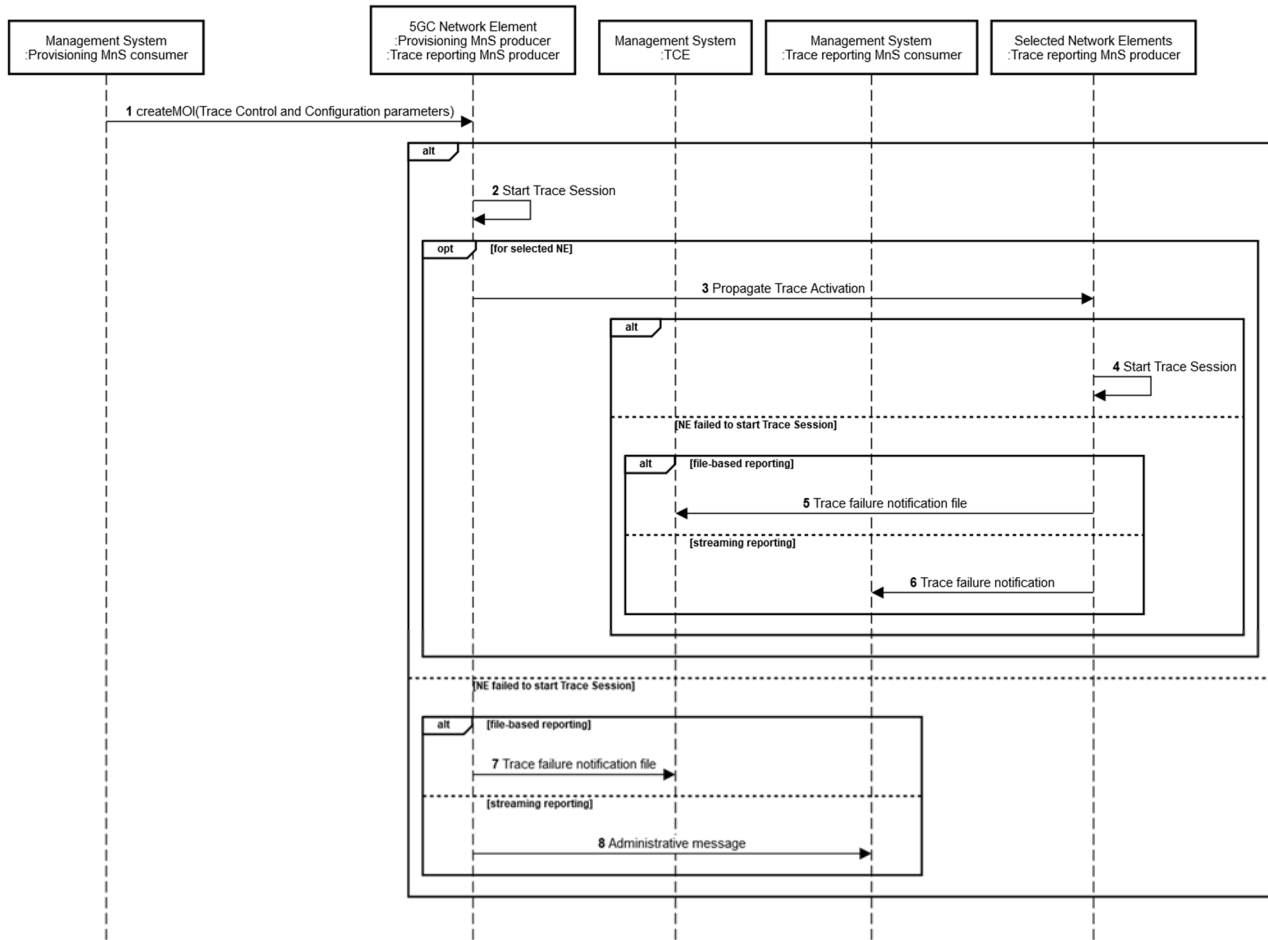 Management System
:Provisioning MnS consumer
5GC Network Element
:Provisioning MnS producer
:Trace reporting MnS producer
Management System
:TCE
Management System
:Trace reporting MnS consumer
Selected Network Elements
:Trace reporting MnS producer
1 createMOI(Trace Control and Configuration parameters)
alt
2 Start Trace Session
opt [for selected NE]
3 Propagate Trace Activation
alt
4 Start Trace Session
[NE failed to start Trace Session]
alt [file-based reporting]
5 Trace failure notification file
[streaming reporting]
6 Trace failure notification
[NE failed to start Trace Session]
alt [file-based reporting]
7 Trace failure notification file
[streaming reporting]
8 Administrative message